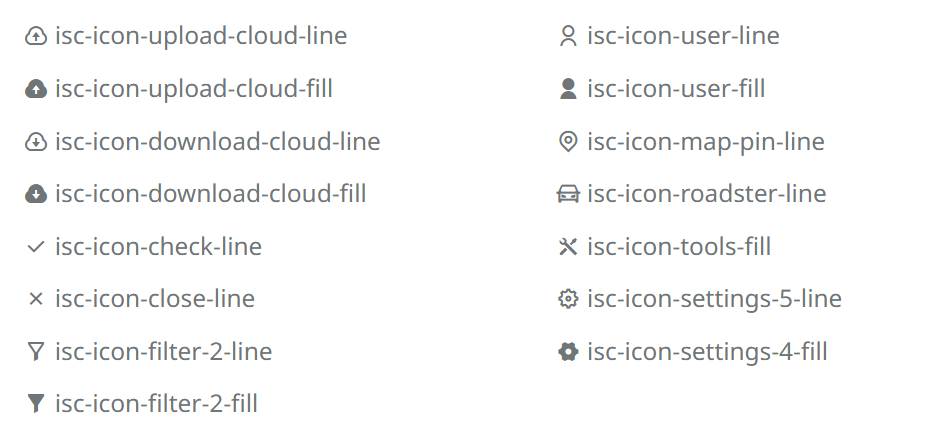 isc-icon-upload-cloud-line
isc-icon-upload-cloud-fill
isc-icon-download-cloud-line
isc-icon-download-cloud-fill
isc-icon-check-line
isc-icon-close-line
isc-icon-filter-2-line
isc-icon-filter-2-fill
isc-icon-user-line
isc-icon-user-fill
isc-icon-map-pin-line
isc-icon-roadster-line
isc-icon-tools-fill
isc-icon-settings-5-line
isc-icon-settings-4-fill